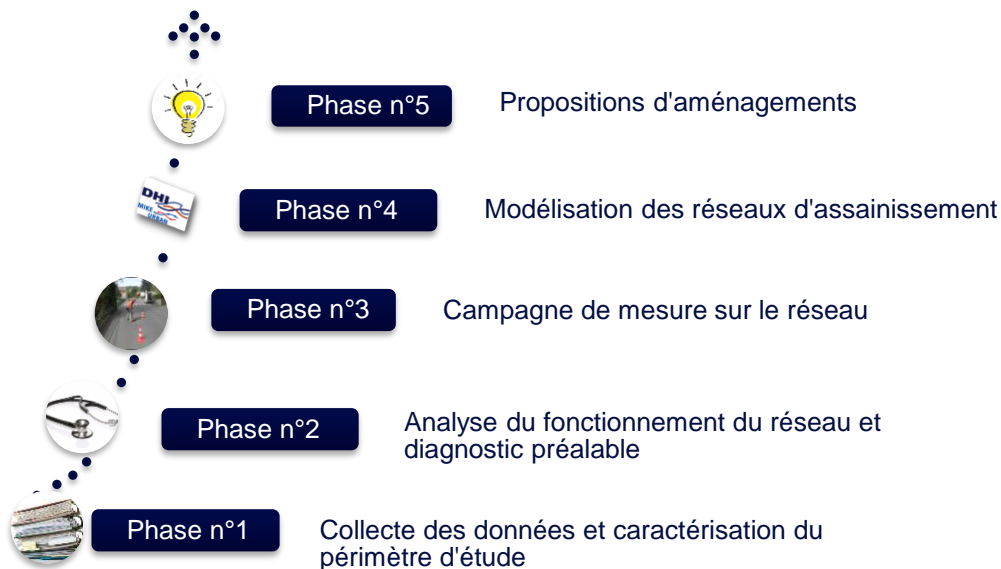 Phase n°5
Propositions d'aménagements
DHI
MIKE
URBAN
Phase n°4
Modélisation des réseaux d'assainissement
Phase n°3
Campagne de mesure sur le réseau
Phase n°2
Analyse du fonctionnement du réseau et
diagnostic préalable
Phase n°1
Collecte des données et caractérisation du
périmètre d'étude